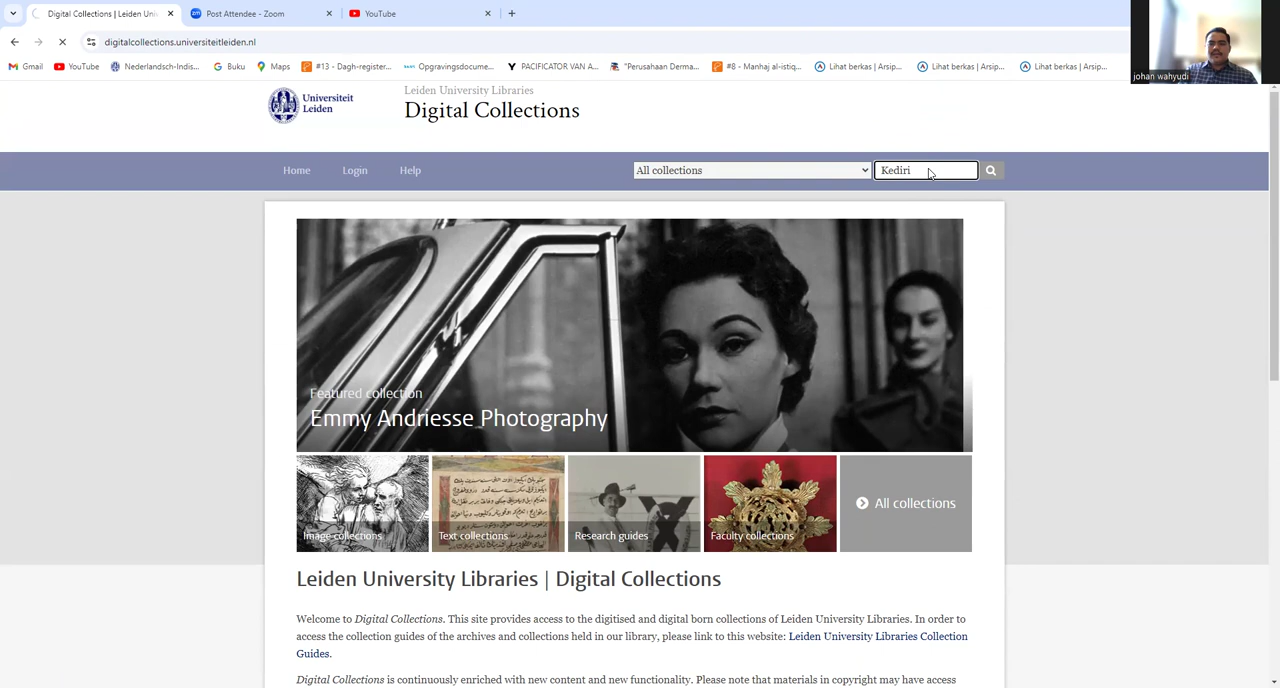 Digital Collections | Leiden Uni
Post Attendee - Zoom
YouTube
digitalcollections.universiteitleiden.nl
Gmail
YouTube
Nederlandsch-Indis...
Buku
Maps
#13 - Dagh-register...
Opgravingsdocume...
PACIFICATOR VAN A...
"Perusahaan Derma...
#8 - Manhaj al-istiq...
Lihat berkas | Arsip...
Lihat berkas | Arsip...
Lihat berkas | Arsip...
johan wahyudi
Universiteit
Leiden
Leiden University Libraries
Digital Collections
Home
Login
Help
All collections
Kediri
Featured collection
Emmy Andriesse Photography
Image collections
Text collections
Research guides
Faculty collections
All collections
Leiden University Libraries | Digital Collections
Welcome to Digital Collections. This site provides access to the digitised and digital born collections of Leiden University Libraries. In order to
access the collection guides of the archives and collections held in our library, please link to this website: Leiden University Libraries Collection
Guides.
Digital Collections is continuously enriched with new content and new functionality. Please note that materials in copyright may have access